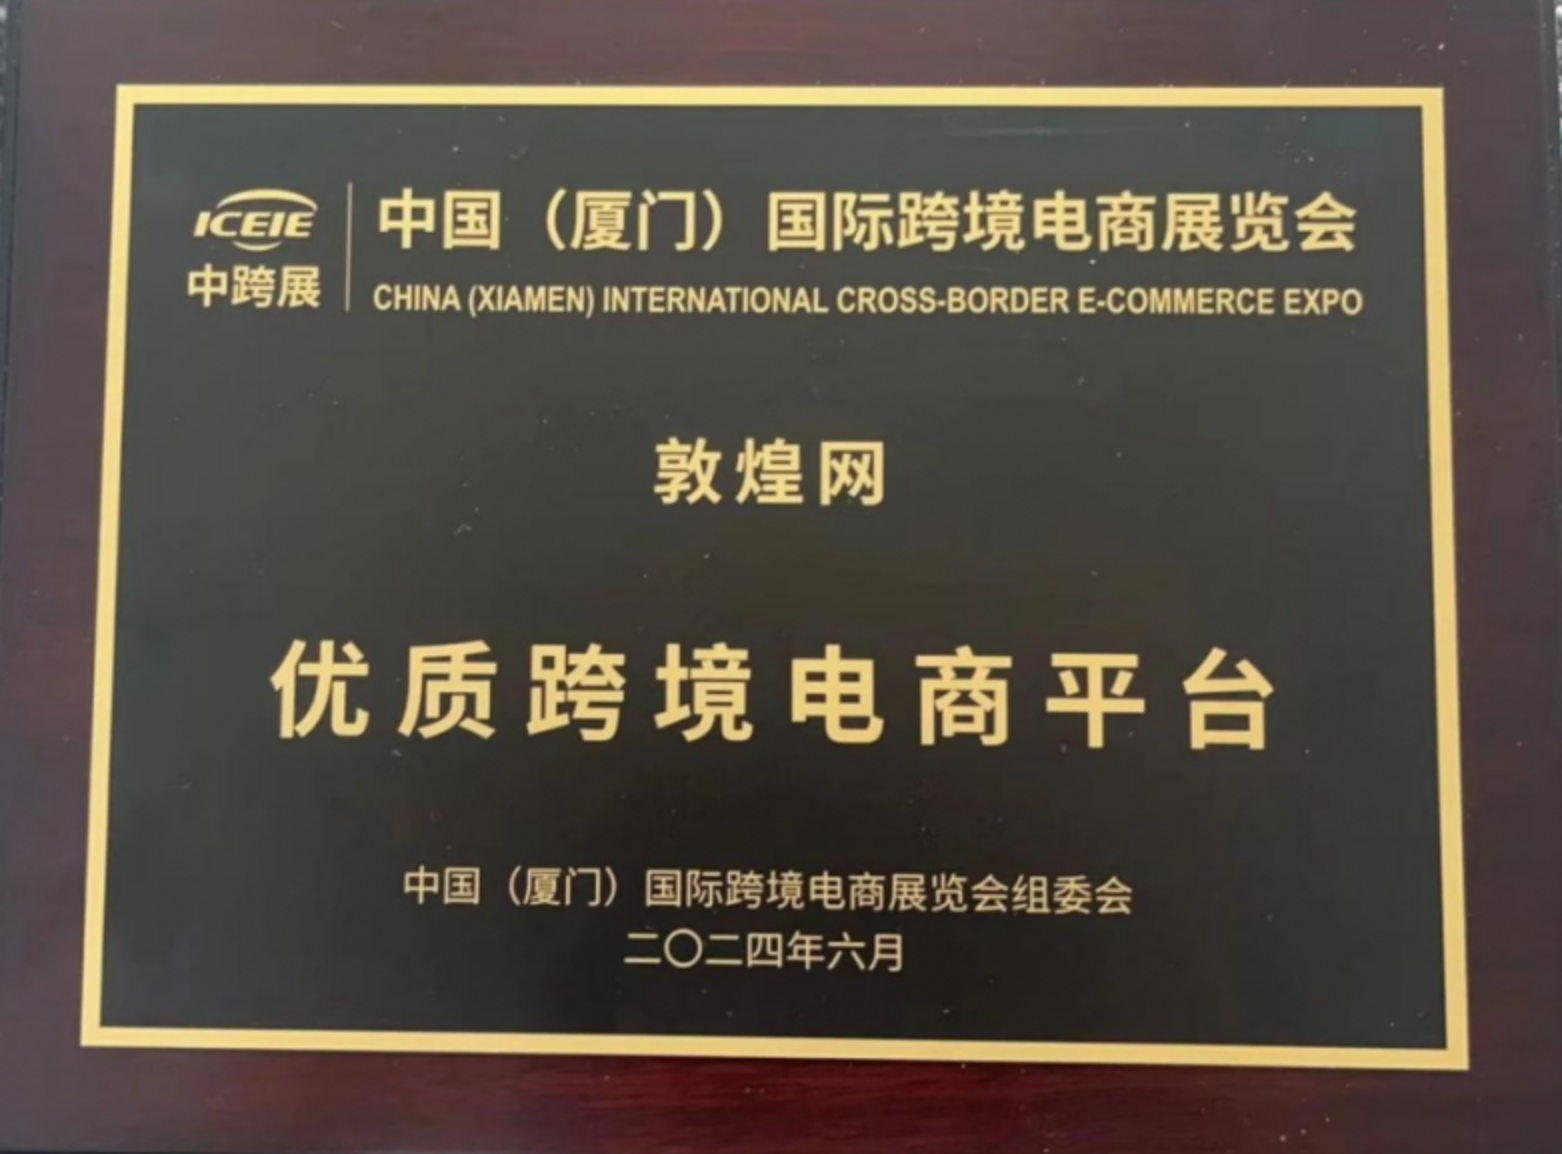 ICEIE
中跨展
中国（厦门）国际跨境电商展览会
CHINA (XIAMEN) INTERNATIONAL CROSS-BORDER E-COMMERCE EXPO
敦煌网
优质跨境电商平台
中国（厦门）国际跨境电商展览会组委会
二〇二四年六月